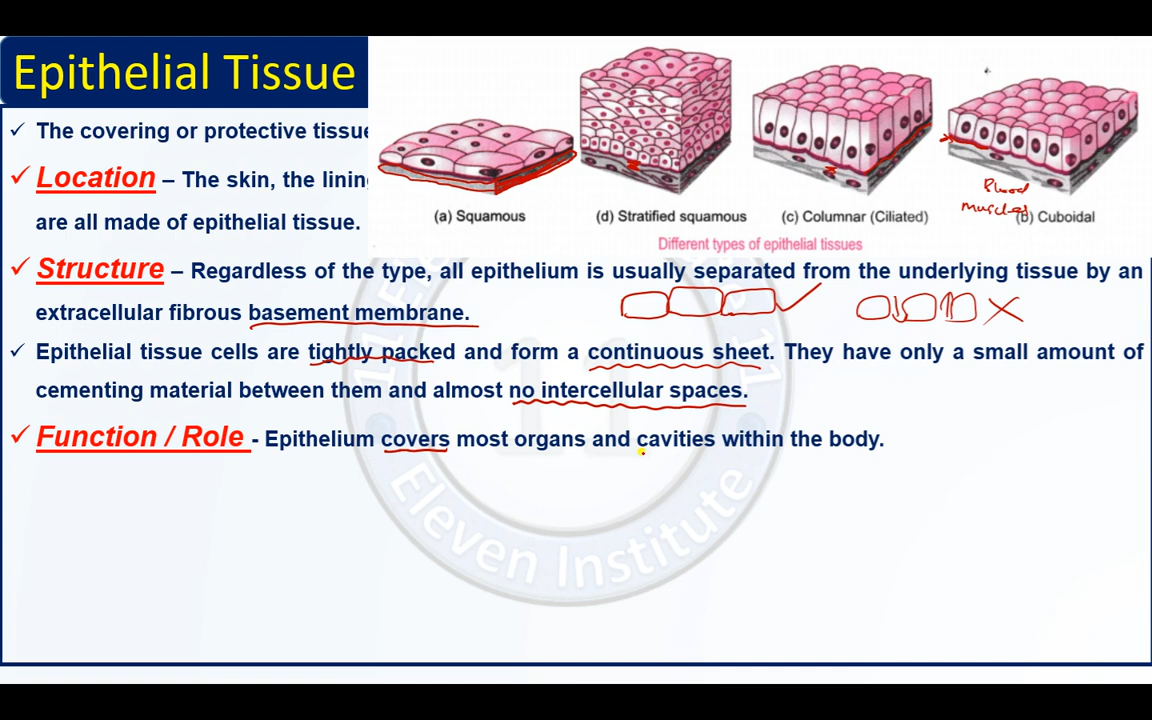 Epithelial Tissue
✓ The covering or protective tissue
✓ Location – The skin, the lining
are all made of epithelial tissue.
(a) Squamous
(d) Stratified squamous
(c) Columnar (Ciliated)
Blood
Muscles
(b) Cuboidal
Different types of epithelial tissues
✓ Structure – Regardless of the type, all epithelium is usually separated from the underlying tissue by an
extracellular fibrous basement membrane.
✓ Epithelial tissue cells are tightly packed and form a continuous sheet. They have only a small amount of
cementing material between them and almost no intercellular spaces.
✓ Function / Role - Epithelium covers most organs and cavities within the body.
11
Eleven Institute